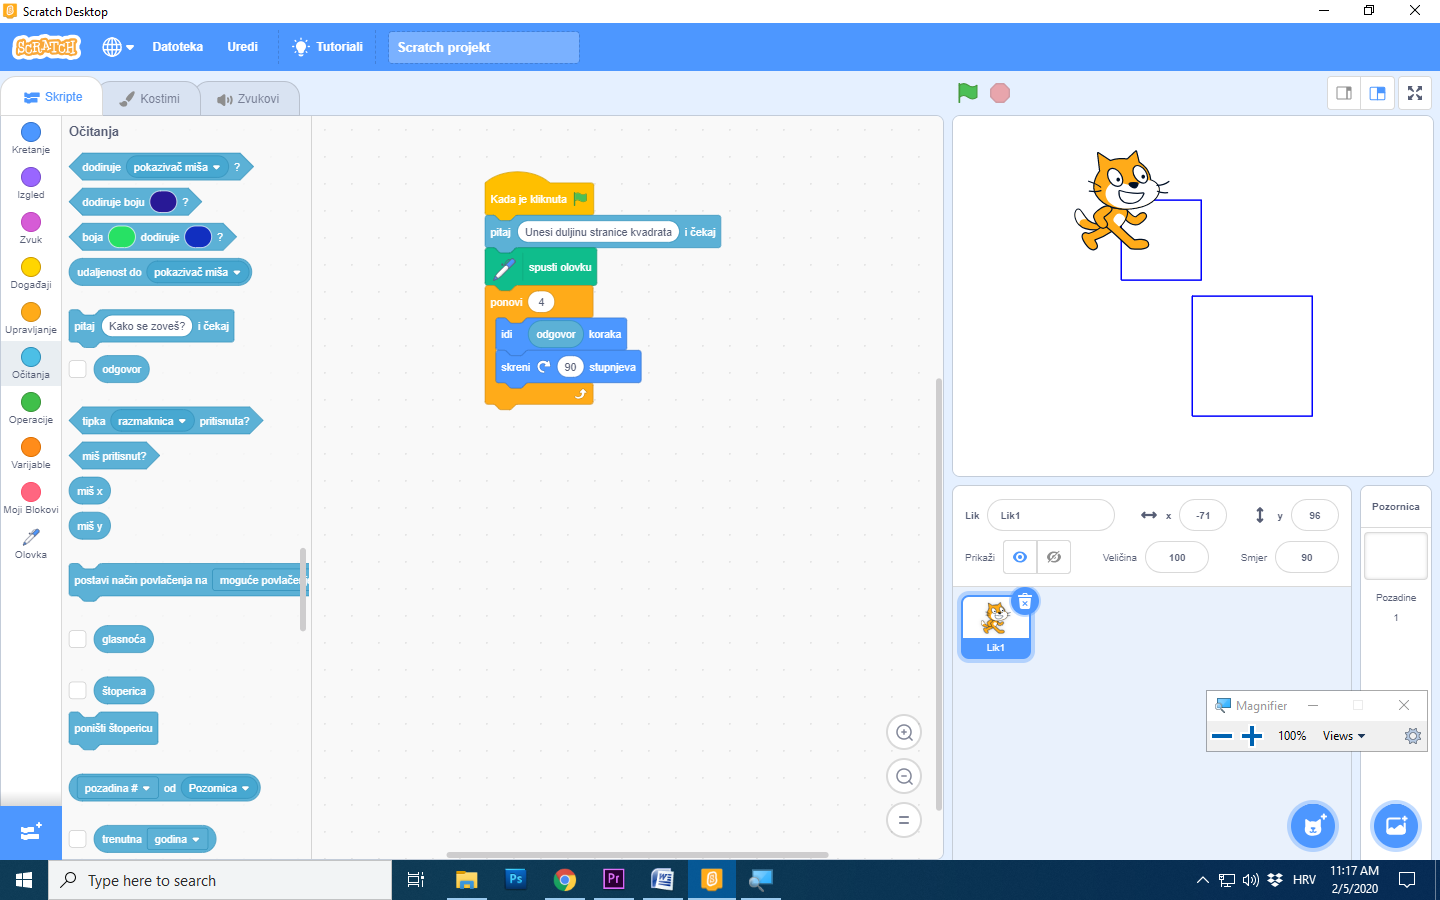 Scratch Desktop
SCRATCH
Datoteka
Uredi
Tutoriali
Scratch projekt
Skripte
Kostimi
Zvukovi
Kretanje
Izgled
Zvuk
Događaji
Upravljanje
Očitanja
Operacije
Varijable
Moji Blokovi
Olovka
Očitanja
dodiruje pokazivač miša ?
dodiruje boju ?
boja dodiruje ?
udaljenost do pokazivač miša
pitaj Kako se zoveš? i čekaj
odgovor
tipka razmaknica pritisnuta?
miš pritisnut?
miš x
miš y
postavi način povlačenja na moguće povlačenj
glasnoća
štoperica
poništi štopericu
pozadina # od Pozornica
trenutna godina
Kada je kliknuta
pitaj Unesi duljinu stranice kvadrata i čekaj
spusti olovku
ponovi 4
idi odgovor koraka
skreni 90 stupnjeva
Lik Lik1 x -71 y 96
Prikaži Veličina 100 Smjer 90
Lik1
Pozornica
Pozadine
1
Magnifier
100% Views
Type here to search
Ps
Pr
W
HRV
11:17 AM
2/5/2020